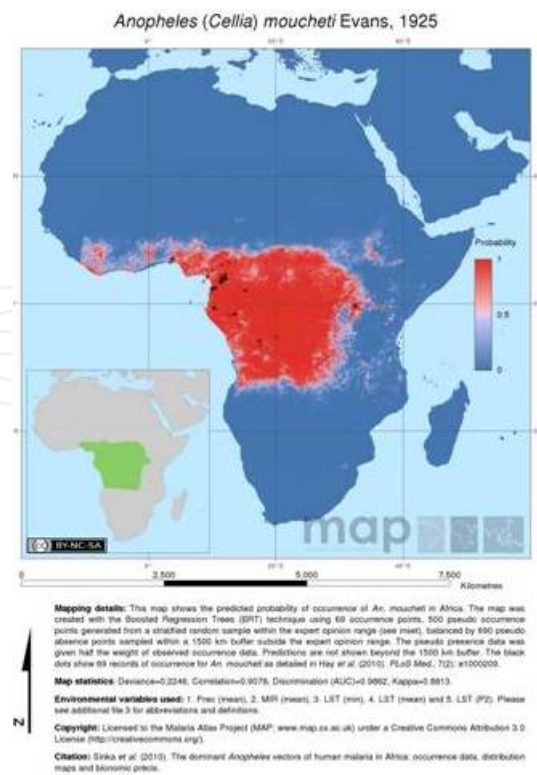 Anopheles (Cellia) moucheti Evans, 1925
Probability
1
0.5
0
map
BY-NC-SA
0 2,500 5,000 7,500
Kilometres
Mapping details: This map shows the predicted probability of occurrence of An. moucheti in Africa. The map was
created with the Boosted Regression Trees (BRT) technique using 69 occurrence points, 500 pseudo occurrence
points generated from a stratified random sample within the expert opinion range (see inset), balanced by 690 pseudo
absence points sampled within a 1500 km buffer outside the expert opinion range. The pseudo presence data was
given half the weight of observed occurrence data. Predictions are not shown beyond the 1500 km buffer. The black
dots show 69 records of occurrence for An. moucheti as detailed in Hay et al. (2010). PLoS Med., 7(2): e1000209.
Map statistics: Deviance=0.2246, Correlation=0.9078, Discrimination (AUC)=0.9862, Kappa=0.8813.
Environmental variables used: 1. Prec (mean), 2. MIR (mean), 3. LST (min), 4. LST (mean) and 5. LST (P2). Please
see additional file 3 for abbreviations and definitions.
Copyright: Licensed to the Malaria Atlas Project (MAP; www.map.ox.ac.uk) under a Creative Commons Attribution 3.0
License (http://creativecommons.org/).
Citation: Sinka et al. (2010). The dominant Anopheles vectors of human malaria in Africa: occurrence data, distribution
maps and bionomic précis.
N